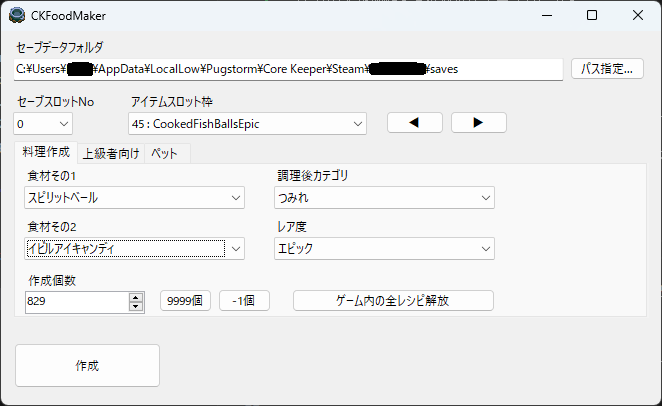 CKFoodMaker
セーブデータフォルダ
C:¥Users¥ ¥AppData¥LocalLow¥Pugstorm¥Core Keeper¥Steam¥ ¥saves
パス指定...
セーブスロットNo アイテムスロット枠
0 45 : CookedFishBallsEpic ◀ ▶
料理作成 上級者向け ペット
食材その1 調理後カテゴリ
スピリットベール つみれ
食材その2 レア度
イビルアイキャンディ エピック
作成個数
829 9999個 -1個 ゲーム内の全レシピ解放
作成